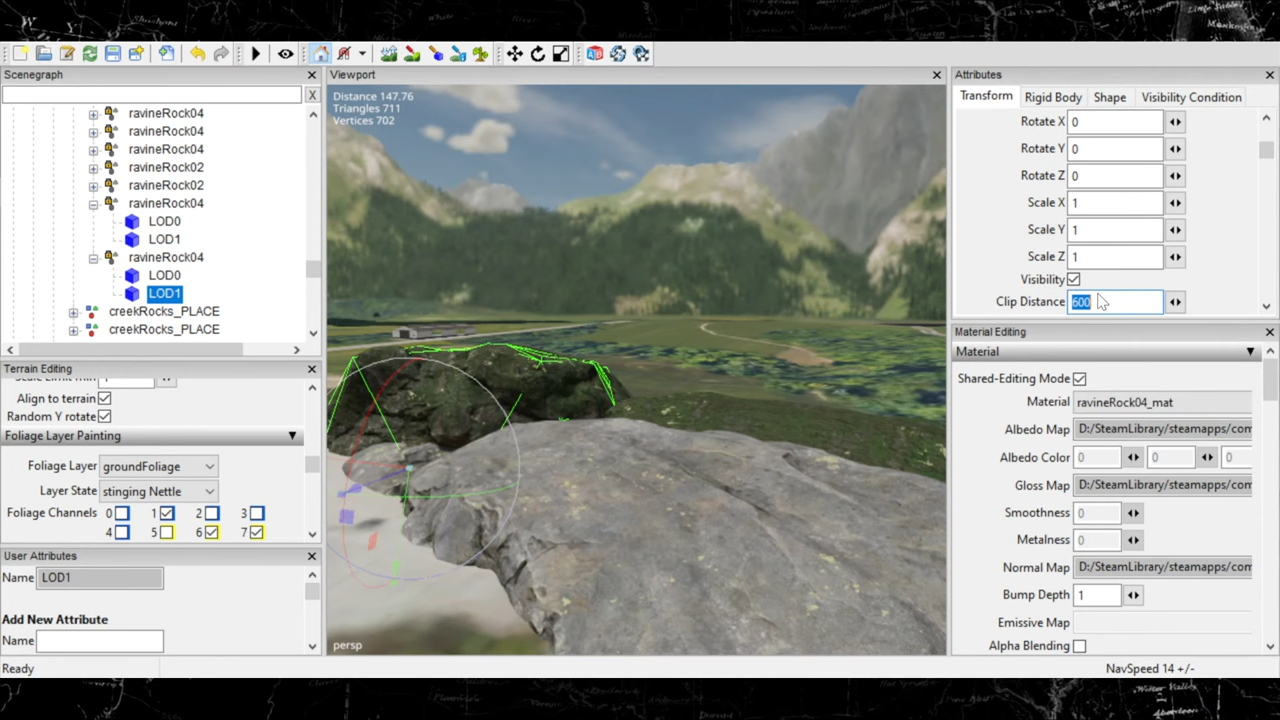 Scenegraph
X
ravineRock04
ravineRock04
ravineRock04
ravineRock02
ravineRock02
ravineRock04
LOD0
LOD1
ravineRock04
LOD0
LOD1
creekRocks_PLACE
creekRocks_PLACE
Terrain Editing
Align to terrain
Random Y rotate
Foliage Layer Painting
Foliage Layer groundFoliage
Layer State stinging Nettle
Foliage Channels 0 1 2 3
4 5 6 7
User Attributes
Name LOD1
Add New Attribute
Name
Ready
Viewport
Distance 147.76
Triangles 711
Vertices 702
persp
Attributes
Transform Rigid Body Shape Visibility Condition
Rotate X 0
Rotate Y 0
Rotate Z 0
Scale X 1
Scale Y 1
Scale Z 1
Visibility
Clip Distance 600
Material Editing
Material
Shared-Editing Mode
Material ravineRock04_mat
Albedo Map D:/SteamLibrary/steamapps/com
Albedo Color 0 0 0
Gloss Map D:/SteamLibrary/steamapps/com
Smoothness 0
Metalness 0
Normal Map D:/SteamLibrary/steamapps/com
Bump Depth 1
Emissive Map
Alpha Blending
NavSpeed 14 +/-